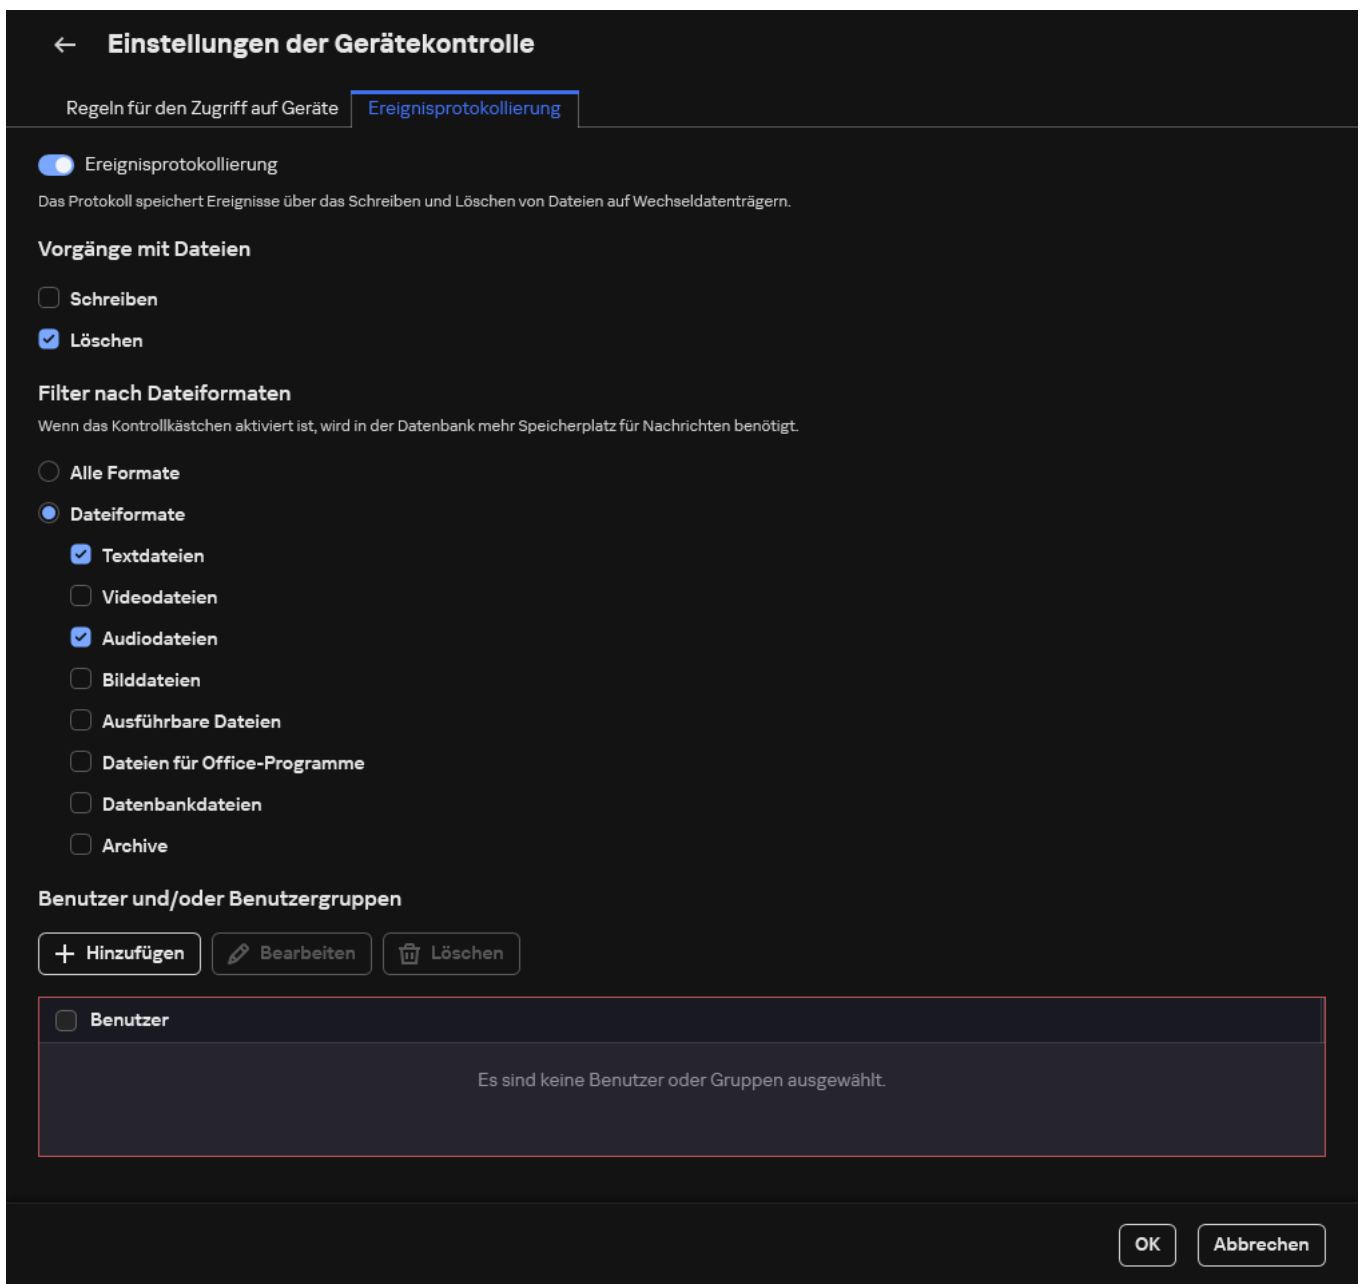 Einstellungen der Gerätekontrolle
Regeln für den Zugriff auf Geräte
Ereignisprotokollierung
Ereignisprotokollierung
Das Protokoll speichert Ereignisse über das Schreiben und Löschen von Dateien auf Wechseldatenträgern.
Vorgänge mit Dateien
Schreiben
Löschen
Filter nach Dateiformaten
Wenn das Kontrollkästchen aktiviert ist, wird in der Datenbank mehr Speicherplatz für Nachrichten benötigt.
Alle Formate
Dateiformate
Textdateien
Videodateien
Audiodateien
Bilddateien
Ausführbare Dateien
Dateien für Office-Programme
Datenbankdateien
Archive
Benutzer und/oder Benutzergruppen
Hinzufügen
Bearbeiten
Löschen
Benutzer
Es sind keine Benutzer oder Gruppen ausgewählt.
OK
Abbrechen